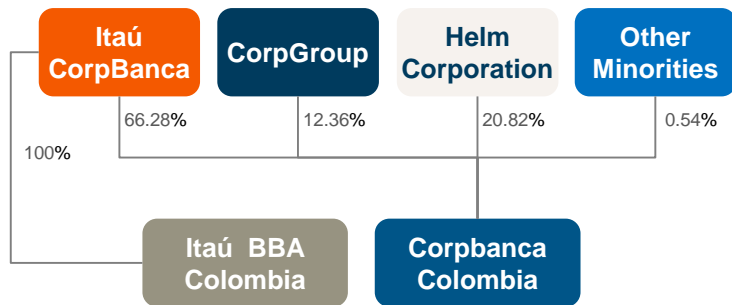 Itaú
CorpBanca
CorpGroup
Helm
Corporation
Other
Minorities
66.28%
12.36%
20.82%
0.54%
100%
Itaú BBA
Colombia
Corpbanca
Colombia